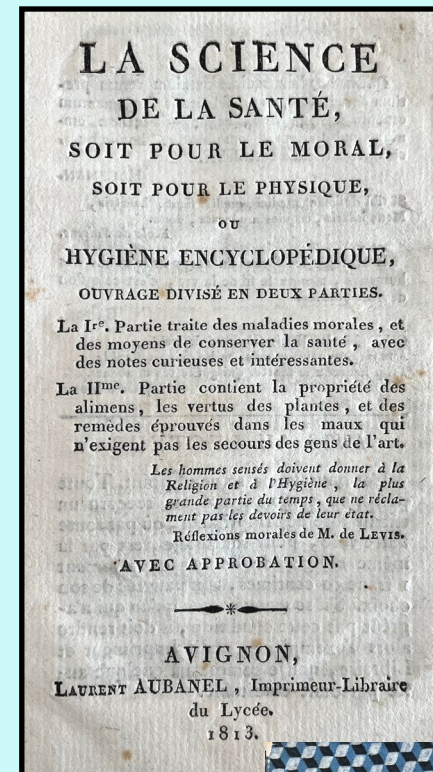 LA SCIENCE
DE LA SANTÉ,
SOIT POUR LE MORAL,
SOIT POUR LE PHYSIQUE,
OU
HYGIÈNE ENCYCLOPÉDIQUE,
OUVRAGE DIVISÉ EN DEUX PARTIES.
La Ire. Partie traite des maladies morales, et
des moyens de conserver la santé, avec
des notes curieuses et intéressantes.
La IIme. Partie contient la propriété des
alimens, les vertus des plantes, et des
remèdes éprouvés dans les maux qui
n'exigent pas les secours des gens de l'art.
Les hommes sensés doivent donner à la
Religion et à l'Hygiène, la plus
grande partie du temps, que ne récla-
ment pas les devoirs de leur état.
Réflexions morales de M. de LEVIS.
AVEC APPROBATION.
AVIGNON,
LAURENT AUBANEL, Imprimeur-Libraire
du Lycée.
1813.